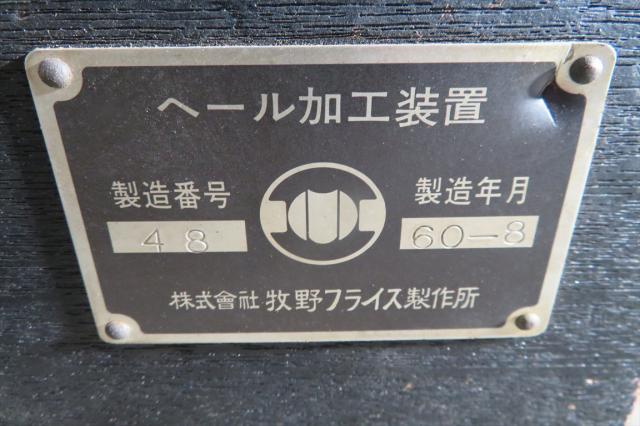 ヘール加工装置
製造番号
48
製造年月
60-8
株式會社 牧野フライス製作所